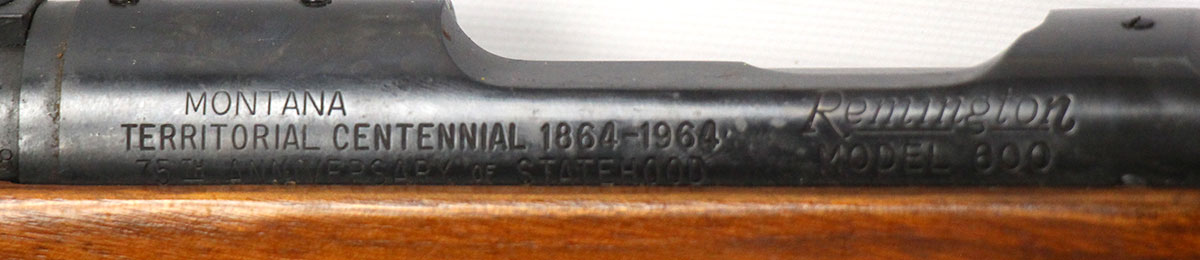 MONTANA
TERRITORIAL CENTENNIAL 1864-1964
75TH ANNIVERSARY OF STATEHOOD
Remington
MODEL 600